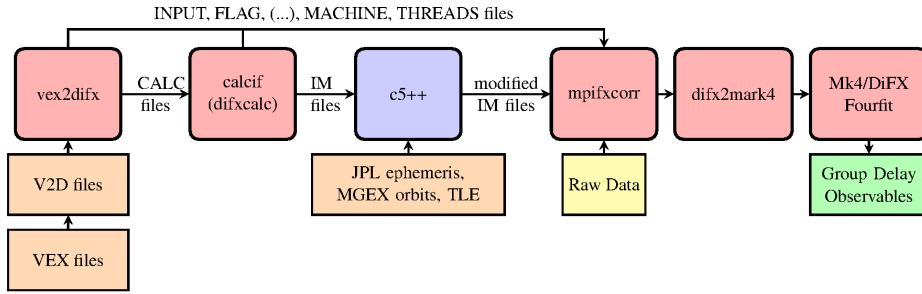 INPUT, FLAG, (...), MACHINE, THREADS files
vex2difx
CALC
files
calcif
(difxcalc)
IM
files
c5++
modified
IM files
mpifxcorr
difx2mark4
Mk4/DiFX
Fourfit
V2D files
JPL ephemeris,
MGEX orbits, TLE
Raw Data
Group Delay
Observables
VEX files